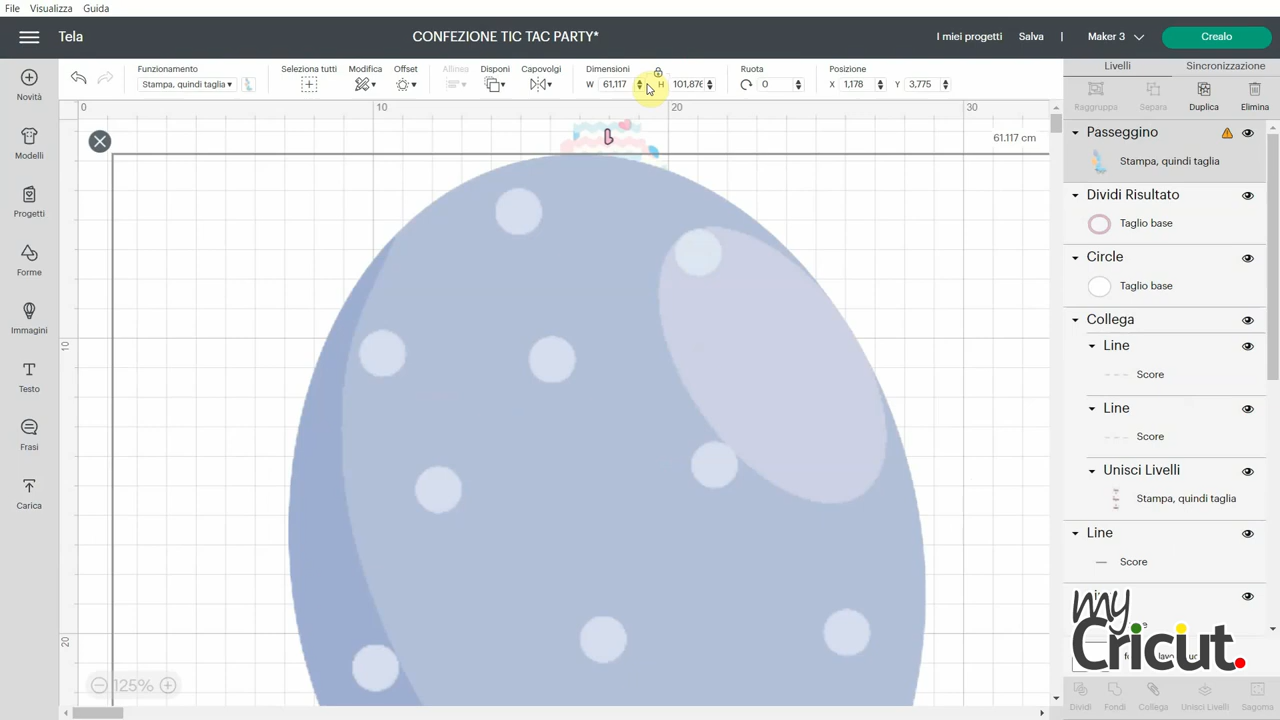 File Visualizza Guida
Tela CONFEZIONE TIC TAC PARTY* I miei progetti Salva Maker 3 Crealo
Funzionamento Seleziona tutti Modifica Offset Allinea Disponi Capovolgi Dimensioni Ruota Posizione
Stampa, quindi taglia W 61,117 H 101,876 0 X 1,178 Y 3,775
Livelli Sincronizzazione
Raggruppa Separa Duplica Elimina
0 10 20 30
61.117 cm
10
20
125%
Novità
Modelli
Progetti
Forme
Immagini
Testo
Frasi
Carica
Passeggino
Stampa, quindi taglia
Dividi Risultato
Taglio base
Circle
Taglio base
Collega
Line
Score
Line
Score
Unisci Livelli
Stampa, quindi taglia
Line
Score
my
Cricut.
Dividi Fondi Collega Unisci Livelli Sagoma